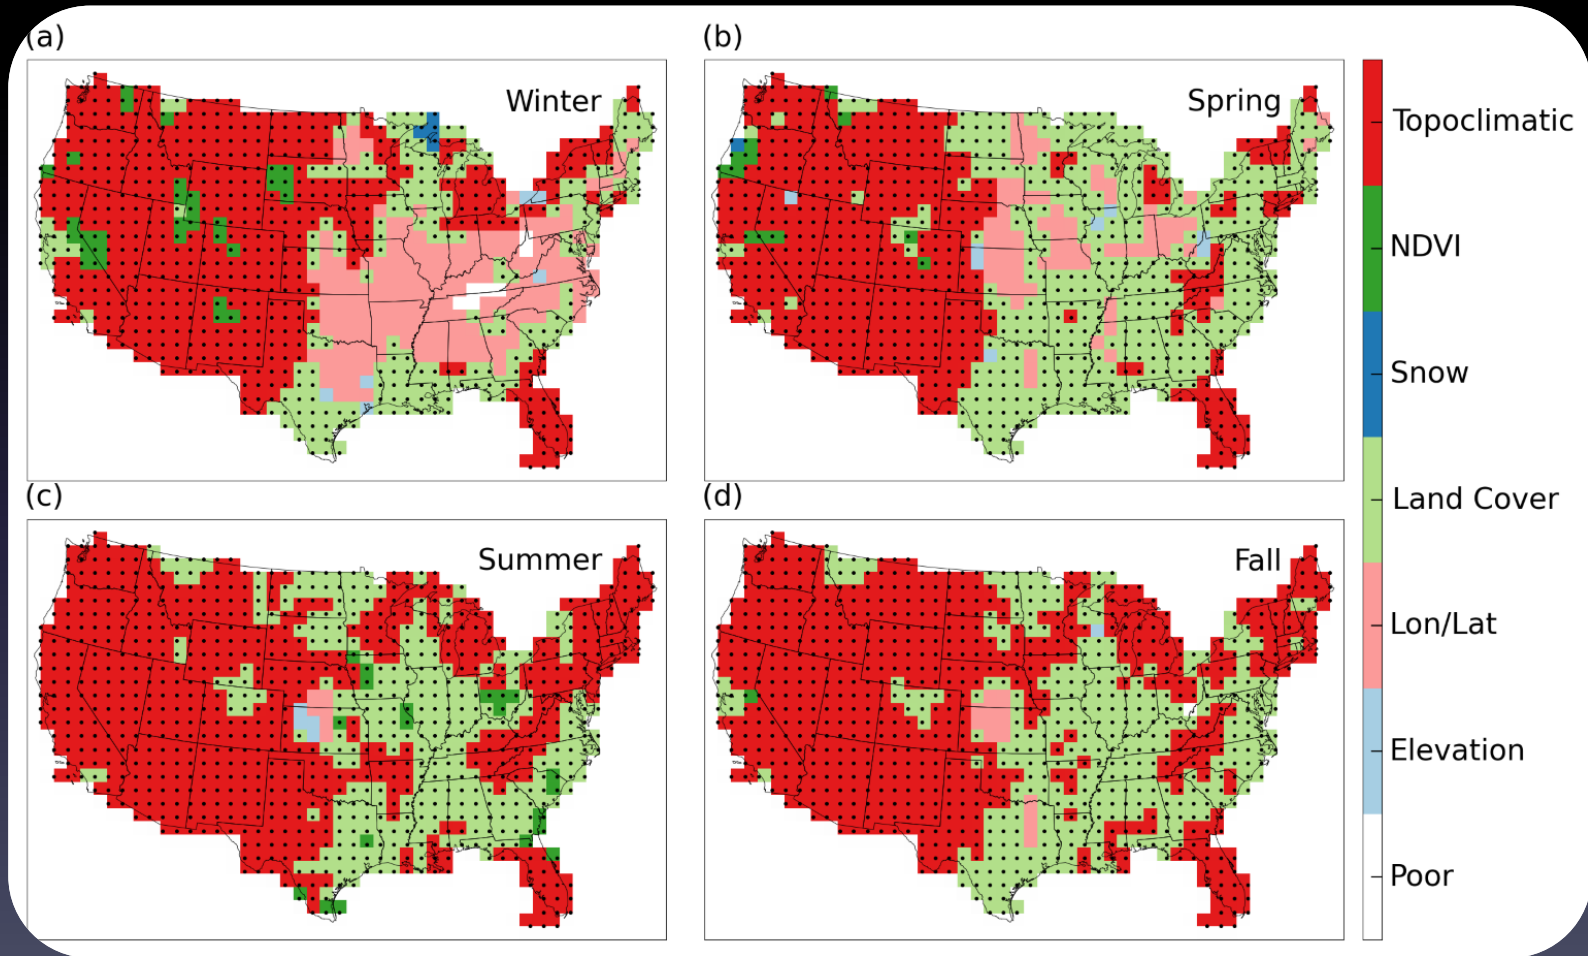 (a)
Winter
(b)
Spring
(c)
Summer
(d)
Fall
Topoclimatic
NDVI
Snow
Land Cover
Lon/Lat
Elevation
Poor